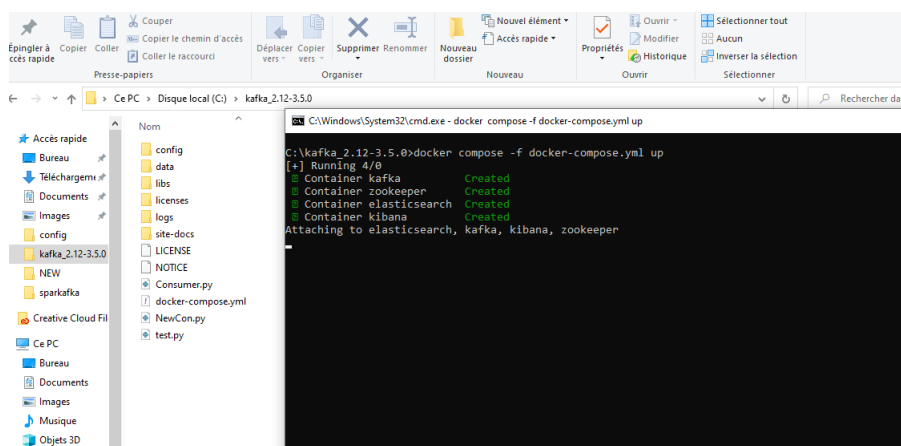 Couper
Copier le chemin d'accès
Coller le raccourci
Épingler à
ccès rapide
Copier
Coller
Presse-papiers
Déplacer vers
Copier vers
Supprimer
Renommer
Organiser
Nouveau dossier
Nouvel élément
Accès rapide
Nouveau
Propriétés
Ouvrir
Modifier
Historique
Ouvrir
Sélectionner tout
Aucun
Inverser la sélection
Sélectionner
Ce PC > Disque local (C:) > kafka_2.12-3.5.0
Rechercher da
Accès rapide
Bureau
Téléchargeme
Documents
Images
config
kafka_2.12-3.5.0
NEW
sparkafka
Creative Cloud Fil
Ce PC
Bureau
Documents
Images
Musique
Objets 3D
Nom
config
data
libs
licenses
logs
site-docs
LICENSE
NOTICE
Consumer.py
docker-compose.yml
NewCon.py
test.py
C:\Windows\System32\cmd.exe - docker compose -f docker-compose.yml up
C:\kafka_2.12-3.5.0>docker compose -f docker-compose.yml up
[+] Running 4/0
Container kafka Created
Container zookeeper Created
Container elasticsearch Created
Container kibana Created
Attaching to elasticsearch, kafka, kibana, zookeeper